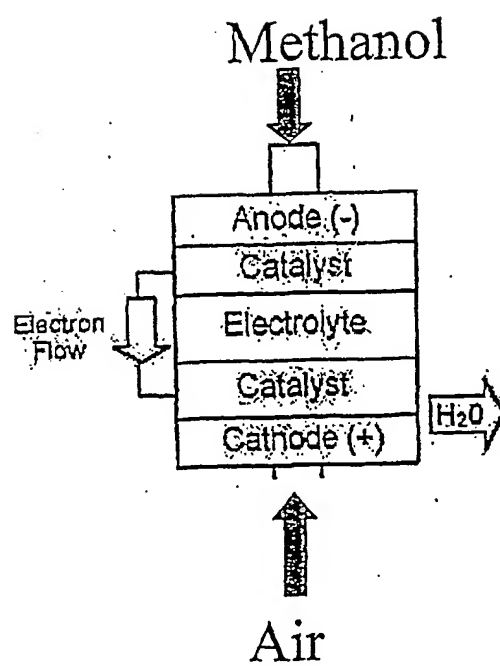 Methanol
Anode (-)
Catalyst
Electrolyte
Electron
Flow
Catalyst
Cathode (+)
H₂O
Air